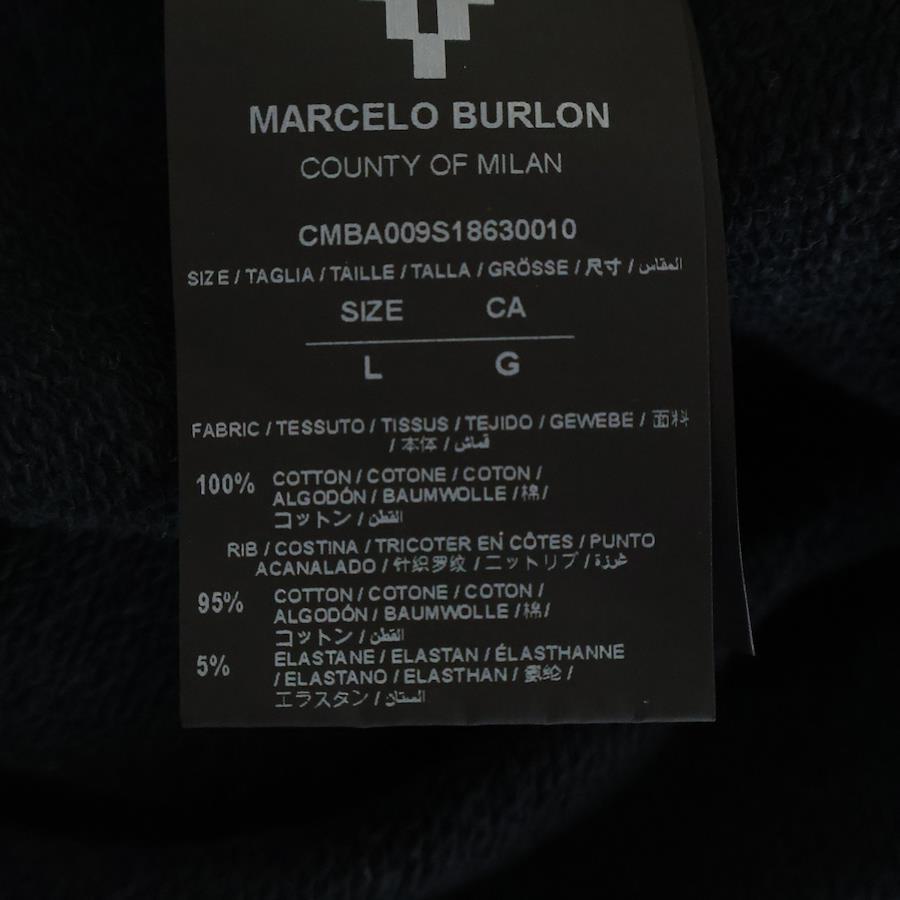 MARCELO BURLON
COUNTY OF MILAN
CMBA009S18630010
SIZE / TAGLIA / TAILLE / TALLA / GRÖSSE / 尺寸 / المقاس
SIZE CA
L G
FABRIC / TESSUTO / TISSUS / TEJIDO / GEWEBE / 面料
/ 本体 / قماش
100% COTTON / COTONE / COTON /
ALGODÓN / BAUMWOLLE / 棉 /
コットン / القطن
RIB / COSTINA / TRICOTER EN CÔTES / PUNTO
ACANALADO / 针织罗纹 / ニットリブ / غرزة
95% COTTON / COTONE / COTON /
ALGODÓN / BAUMWOLLE / 棉 /
コットン / القطن
5% ELASTANE / ELASTAN / ÉLASTHANNE
/ ELASTANO / ELASTHAN / 氨纶 /
エラスタン / الستان